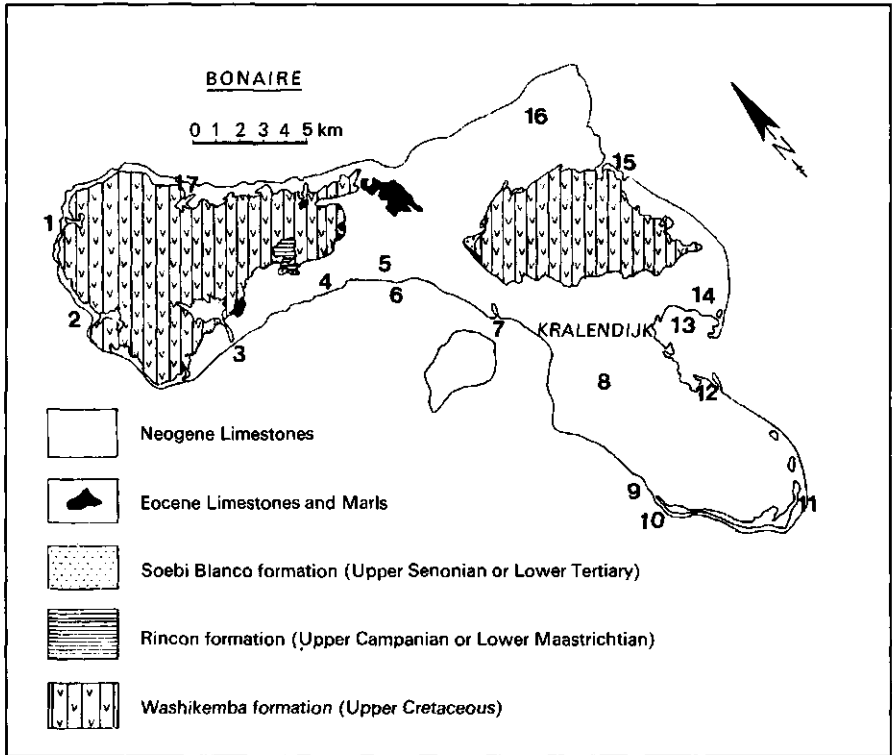 BONAIRE
0 1 2 3 4 5 km
N
16
17
15
1
5
4
6
14
2
7
KRALENDIJK
13
3
8
12
9
10
11
Neogene Limestones
Eocene Limestones and Marls
Soebi Blanco formation (Upper Senonian or Lower Tertiary)
Rincon formation (Upper Campanian or Lower Maastrichtian)
Washikemba formation (Upper Cretaceous)